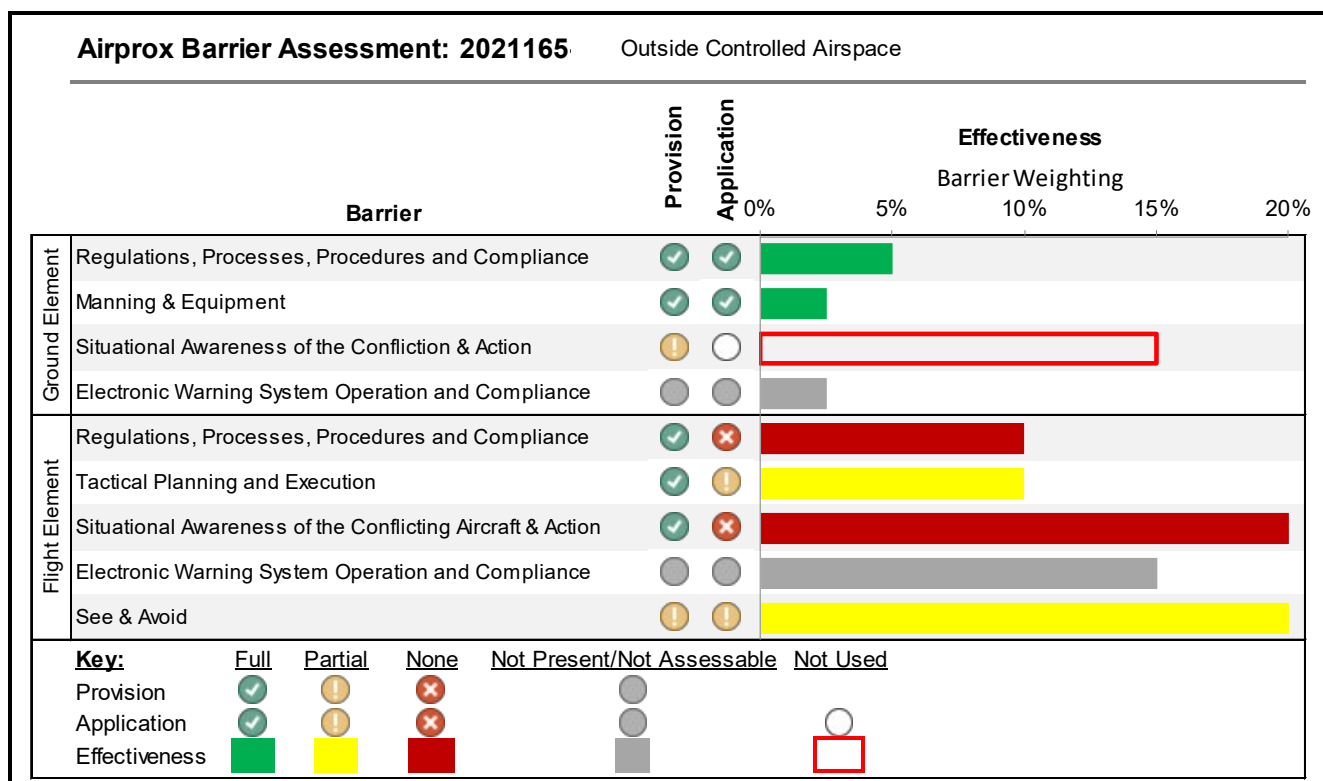 Airprox Barrier Assessment: 2021165 Outside Controlled Airspace
Provision
Application
Effectiveness
Barrier Weighting
Barrier
0% 5% 10% 15% 20%
Ground Element
Regulations, Processes, Procedures and Compliance
Manning & Equipment
Situational Awareness of the Confliction & Action
Electronic Warning System Operation and Compliance
Flight Element
Regulations, Processes, Procedures and Compliance
Tactical Planning and Execution
Situational Awareness of the Conflicting Aircraft & Action
Electronic Warning System Operation and Compliance
See & Avoid
Key: Full Partial None Not Present/Not Assessable Not Used
Provision
Application
Effectiveness